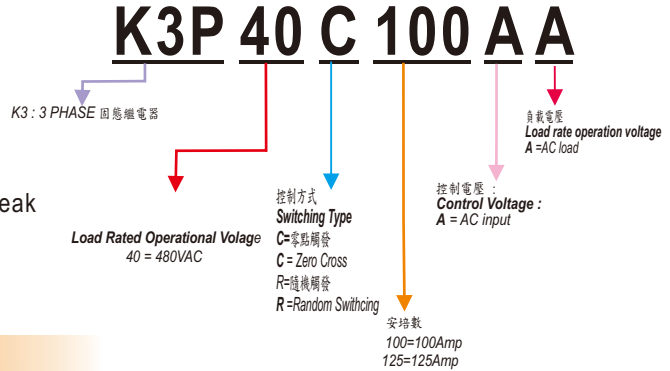 K3P 40 C 100 A A
K3 : 3 PHASE 固態繼電器
eak
Load Rated Operational Volage
40 = 480VAC
控制方式
Switching Type
C=零點觸發
C = Zero Cross
R=隨機觸發
R =Random Swithcing
安培數
100=100Amp
125=125Amp
控制電壓 :
Control Voltage :
A = AC input
負載電壓
Load rate operation voltage
A =AC load